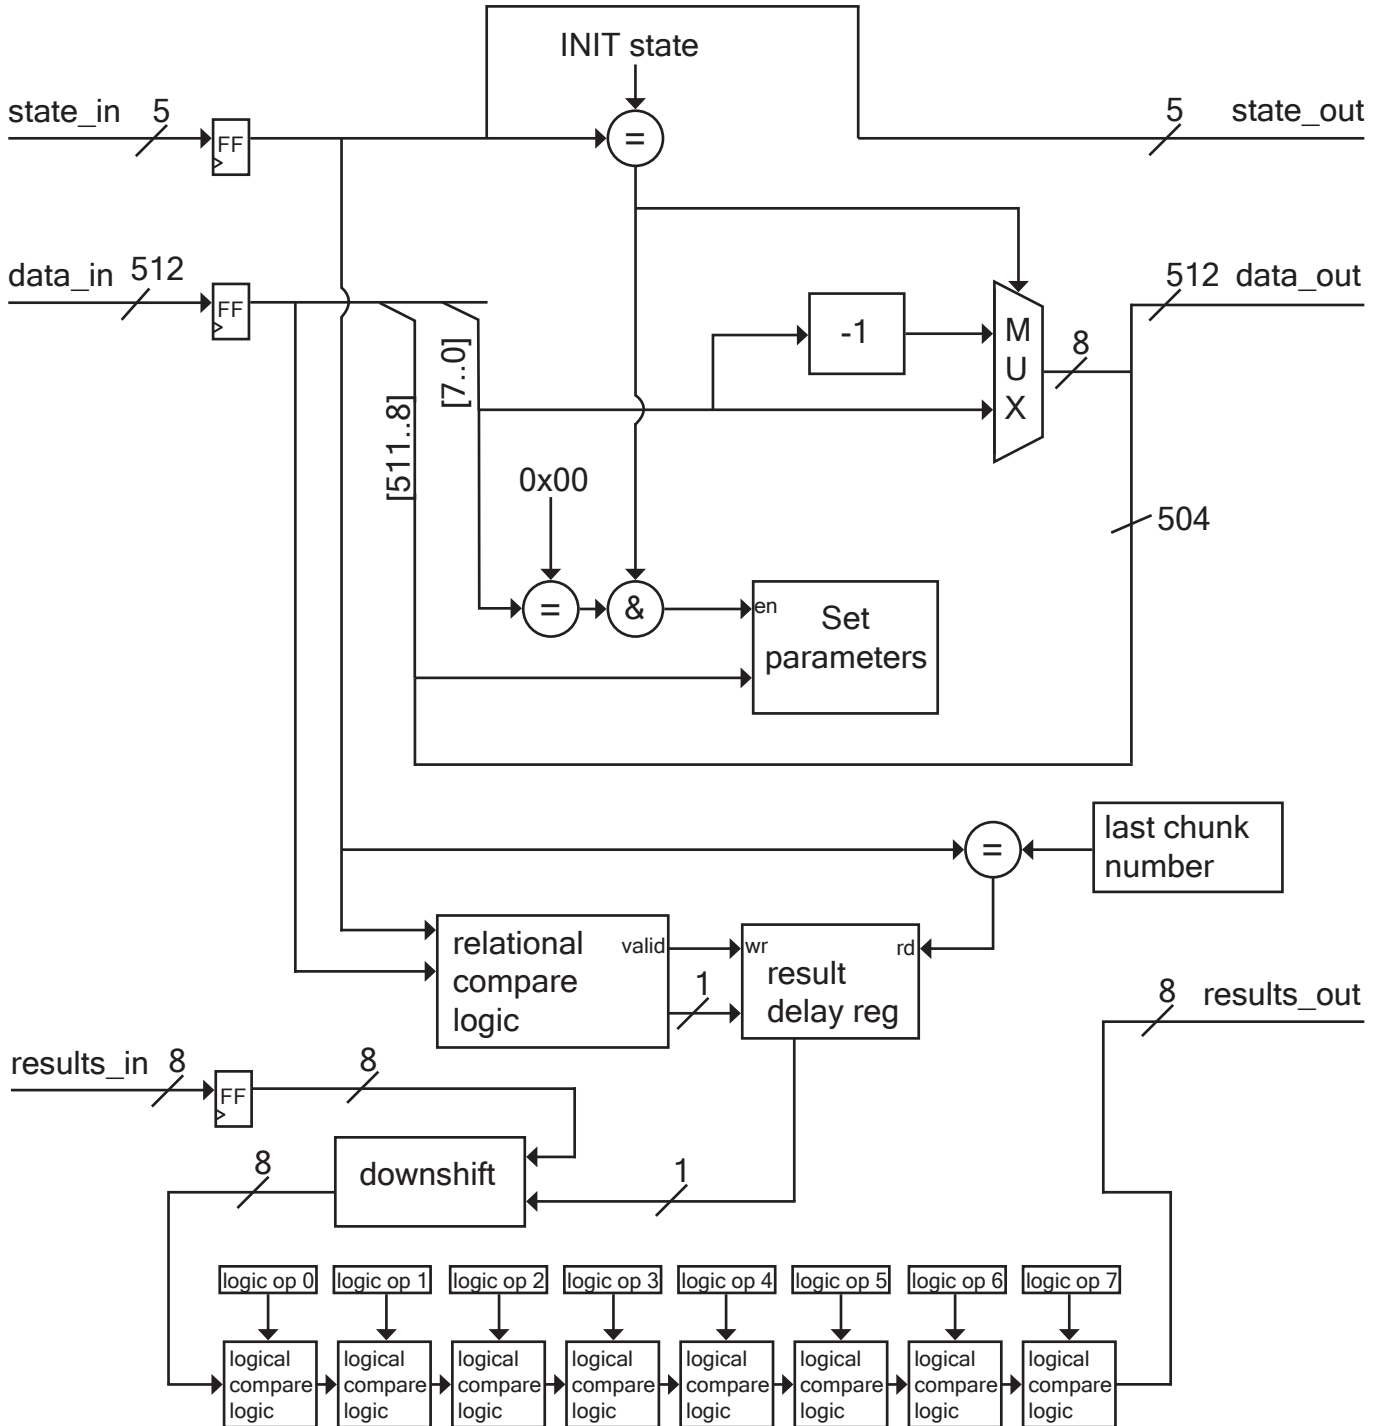 INIT state
state_in
5
FF
=
5
state_out
data_in
512
FF
512
data_out
[7..0]
[511..8]
-1
M
U
X
8
0x00
504
=
&
en
Set
parameters
=
last chunk
number
relational
compare
logic
valid
1
wr
rd
result
delay reg
8
results_out
results_in
8
FF
8
downshift
8
1
logic op 0
logic op 1
logic op 2
logic op 3
logic op 4
logic op 5
logic op 6
logic op 7
logical
compare
logic
logical
compare
logic
logical
compare
logic
logical
compare
logic
logical
compare
logic
logical
compare
logic
logical
compare
logic
logical
compare
logic